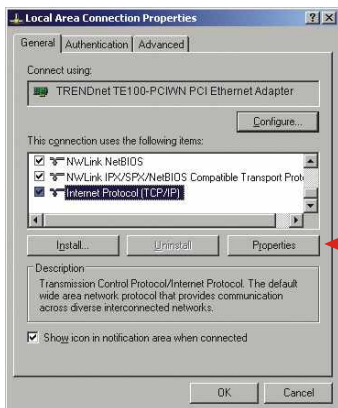 Local Area Connection Properties
General Authentication Advanced
Connect using:
TRENDnet TE100-PCIWN PCI Ethernet Adapter
Configure...
This connection uses the following items:
NWLink NetBIOS
NWLink IPX/SPX/NetBIOS Compatible Transport Proto
Internet Protocol (TCP/IP)
Install... Uninstall Properties
Description
Transmission Control Protocol/Internet Protocol. The default
wide area network protocol that provides communication
across diverse interconnected networks.
Show icon in notification area when connected
OK Cancel